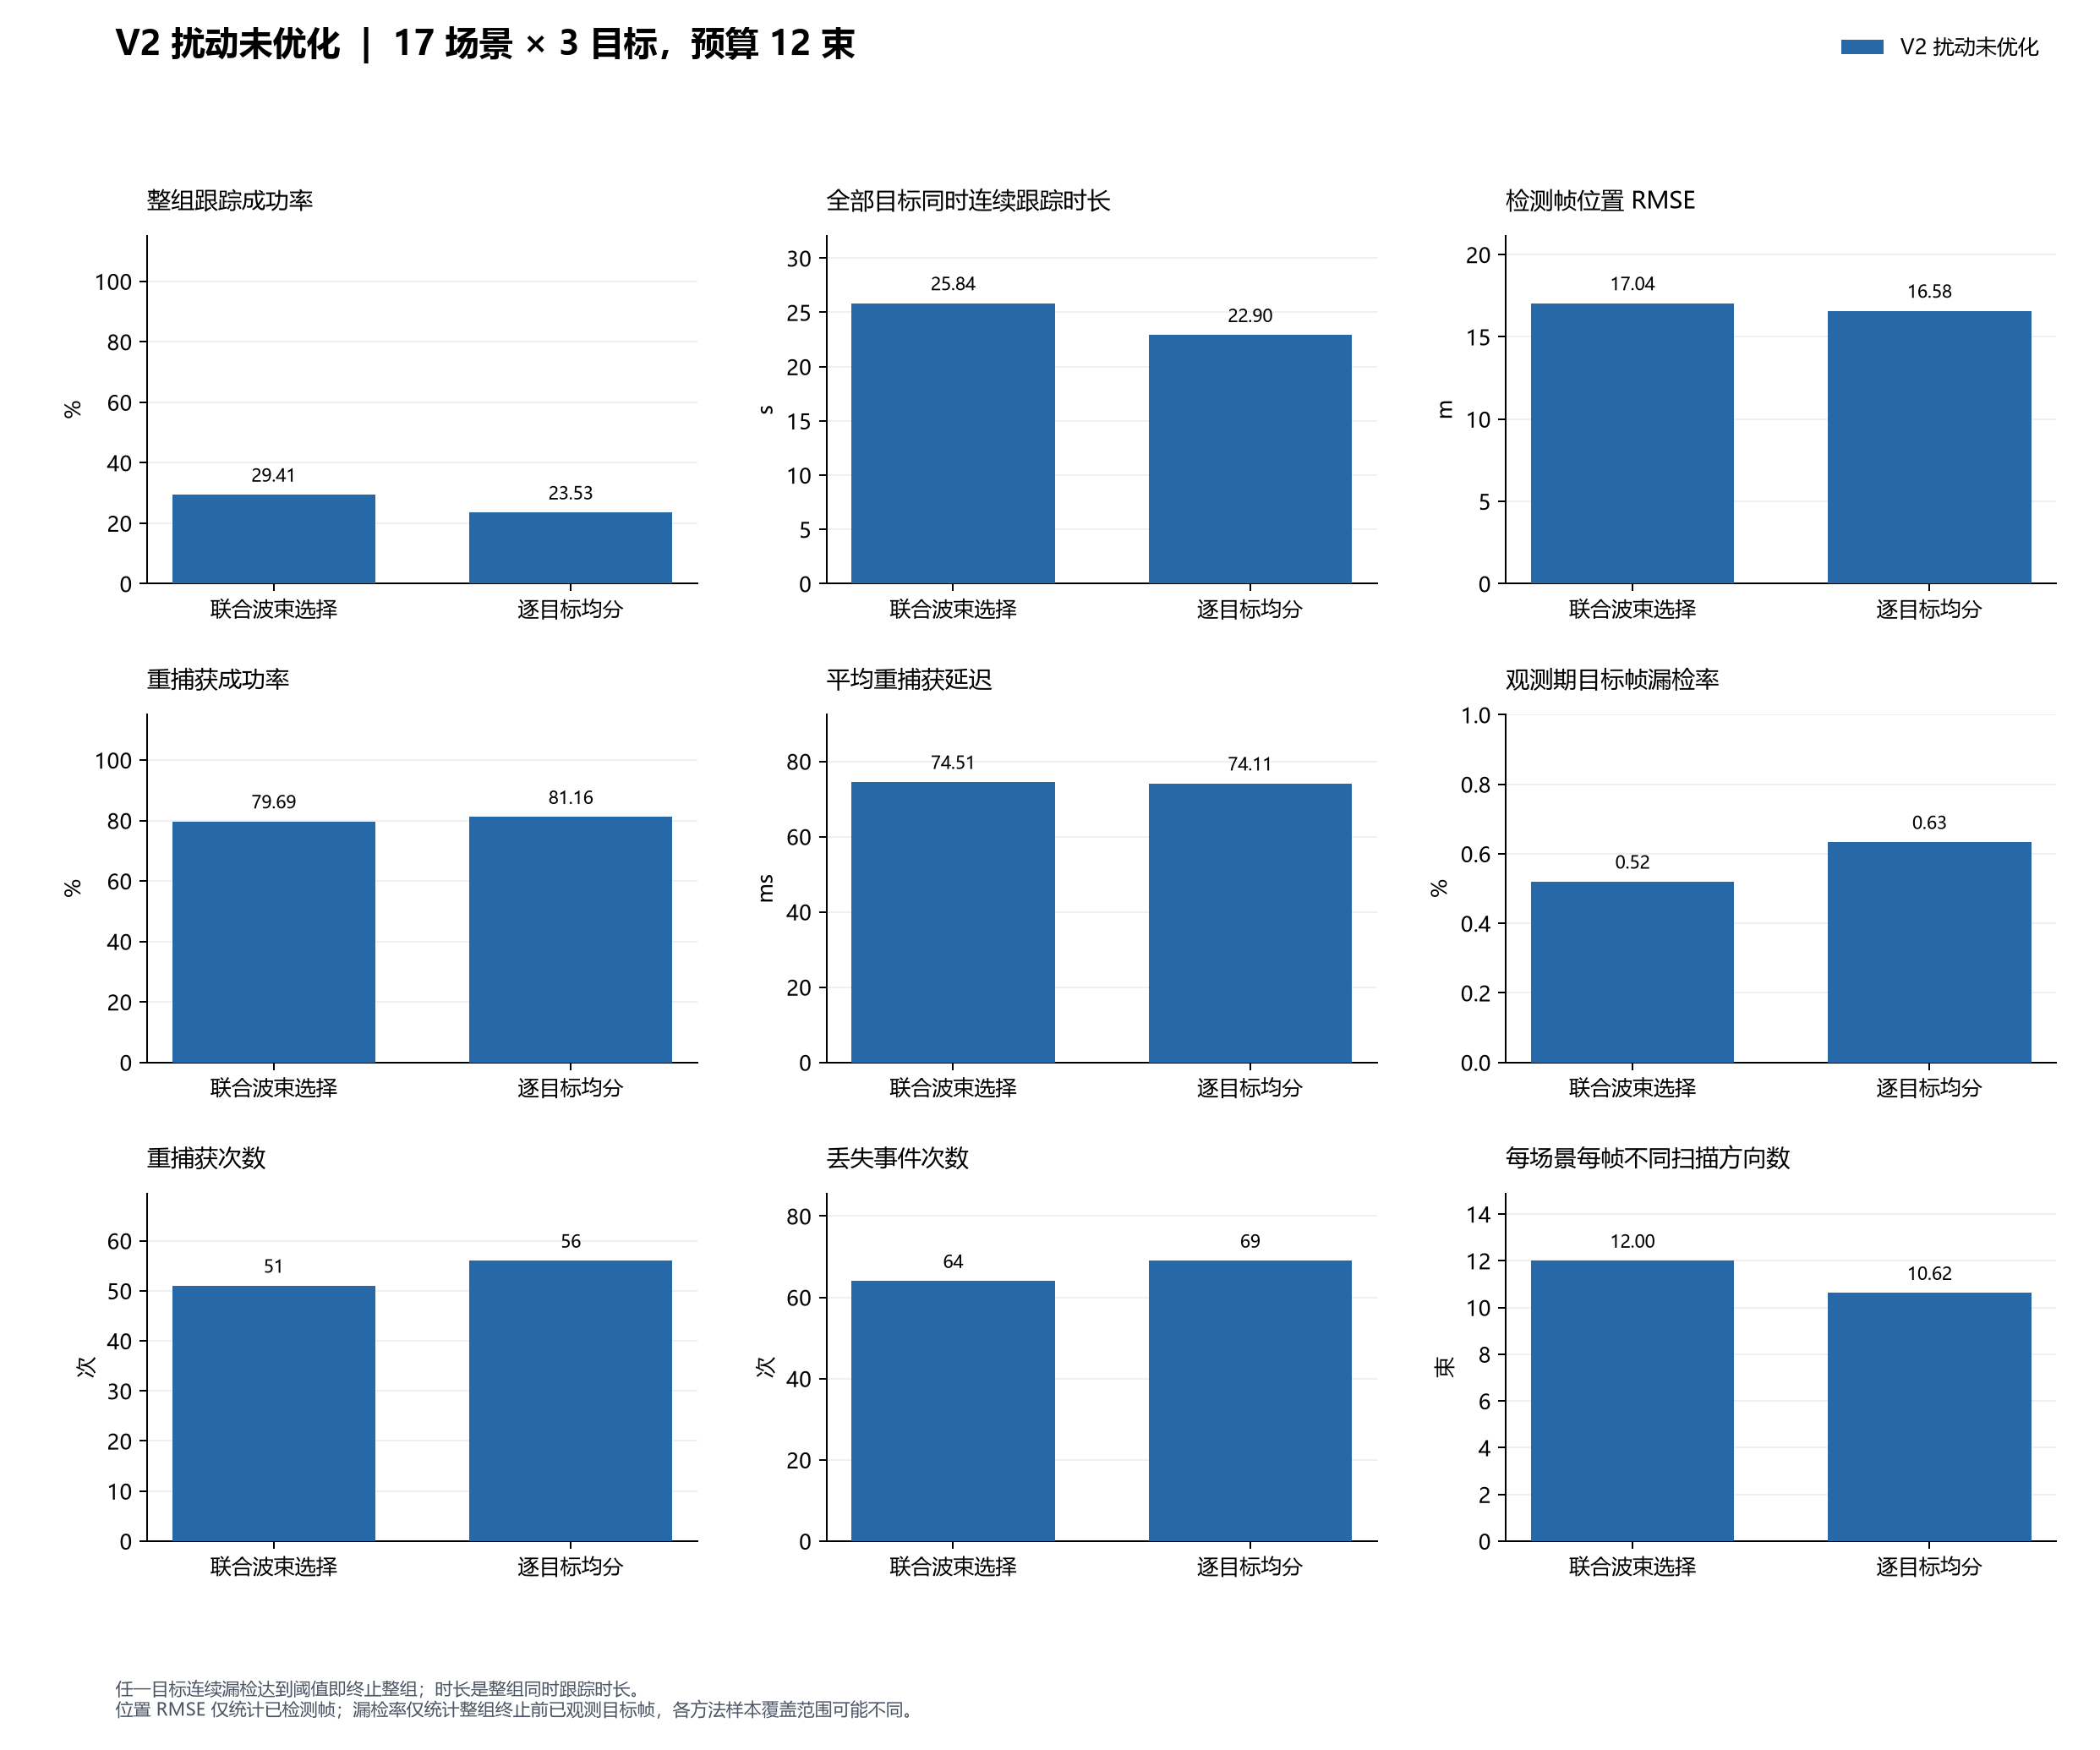 V2 扰动未优化 | 17 场景 × 3 目标，预算 12 束
V2 扰动未优化
整组跟踪成功率
%
100
80
60
40
20
0
29.41
23.53
联合波束选择
逐目标均分
全部目标同时连续跟踪时长
s
30
25
20
15
10
5
0
25.84
22.90
联合波束选择
逐目标均分
检测帧位置 RMSE
m
20
15
10
5
0
17.04
16.58
联合波束选择
逐目标均分
重捕获成功率
%
100
80
60
40
20
0
79.69
81.16
联合波束选择
逐目标均分
平均重捕获延迟
ms
80
60
40
20
0
74.51
74.11
联合波束选择
逐目标均分
观测期目标帧漏检率
%
1.0
0.8
0.6
0.4
0.2
0.0
0.52
0.63
联合波束选择
逐目标均分
重捕获次数
次
60
50
40
30
20
10
0
51
56
联合波束选择
逐目标均分
丢失事件次数
次
80
60
40
20
0
64
69
联合波束选择
逐目标均分
每场景每帧不同扫描方向数
束
14
12
10
8
6
4
2
0
12.00
10.62
联合波束选择
逐目标均分
任一目标连续漏检达到阈值即终止整组；时长是整组同时跟踪时长。
位置 RMSE 仅统计已检测帧；漏检率仅统计整组终止前已观测目标帧，各方法样本覆盖范围可能不同。